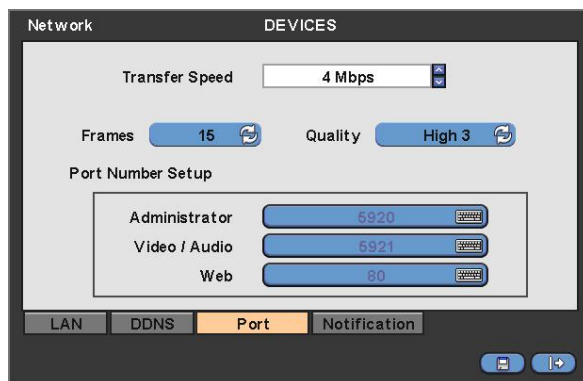 Network DEVICES
Transfer Speed 4 Mbps
Frames 15 Quality High 3
Port Number Setup
Administrator 5920
Video / Audio 5921
Web 80
LAN DDNS Port Notification